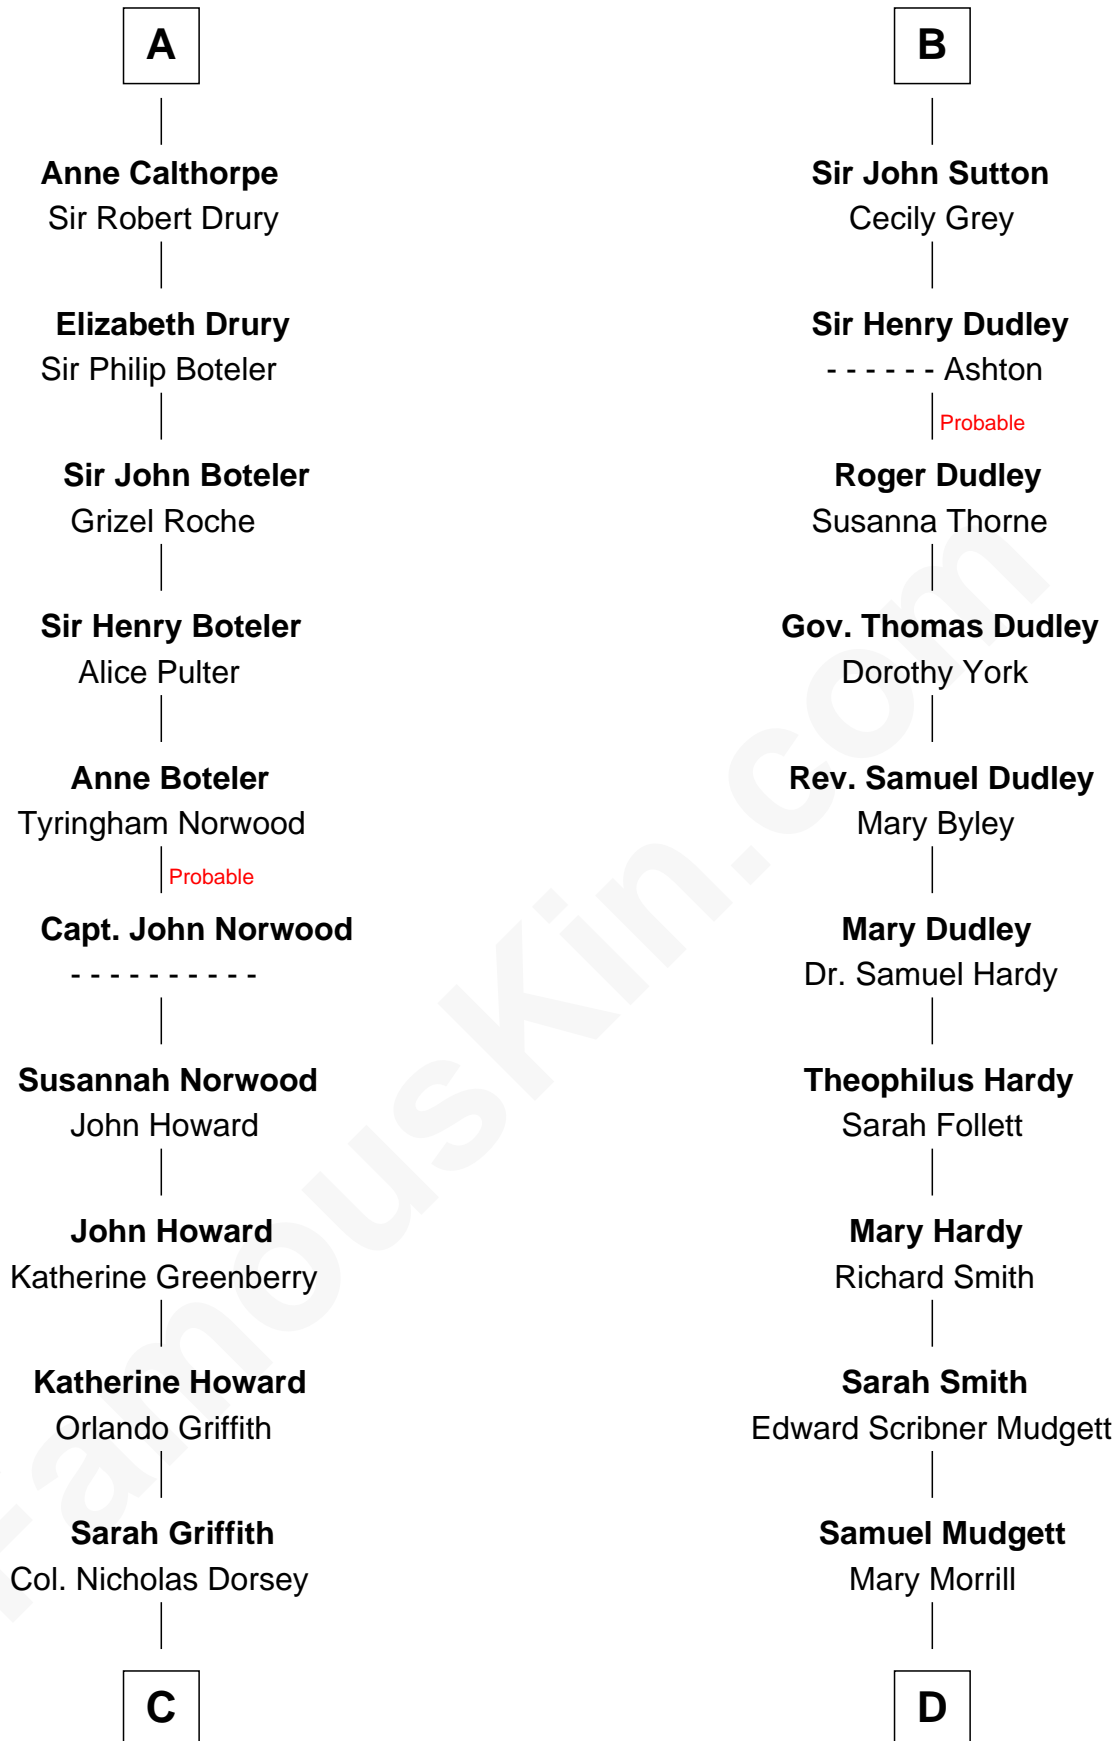 A
Anne Calthorpe
Sir Robert Drury
Elizabeth Drury
Sir Philip Boteler
Sir John Boteler
Grizel Roche
Sir Henry Boteler
Alice Pulter
Anne Boteler
Tyringham Norwood
Probable
Capt. John Norwood
- - - - - - - - - -
Susannah Norwood
John Howard
John Howard
Katherine Greenberry
Katherine Howard
Orlando Griffith
Sarah Griffith
Col. Nicholas Dorsey
C
B
Sir John Sutton
Cecily Grey
Sir Henry Dudley
- - - - - - Ashton
Probable
Roger Dudley
Susanna Thorne
Gov. Thomas Dudley
Dorothy York
Rev. Samuel Dudley
Mary Byley
Mary Dudley
Dr. Samuel Hardy
Theophilus Hardy
Sarah Follett
Mary Hardy
Richard Smith
Sarah Smith
Edward Scribner Mudgett
Samuel Mudgett
Mary Morrill
D
FamousKin.com